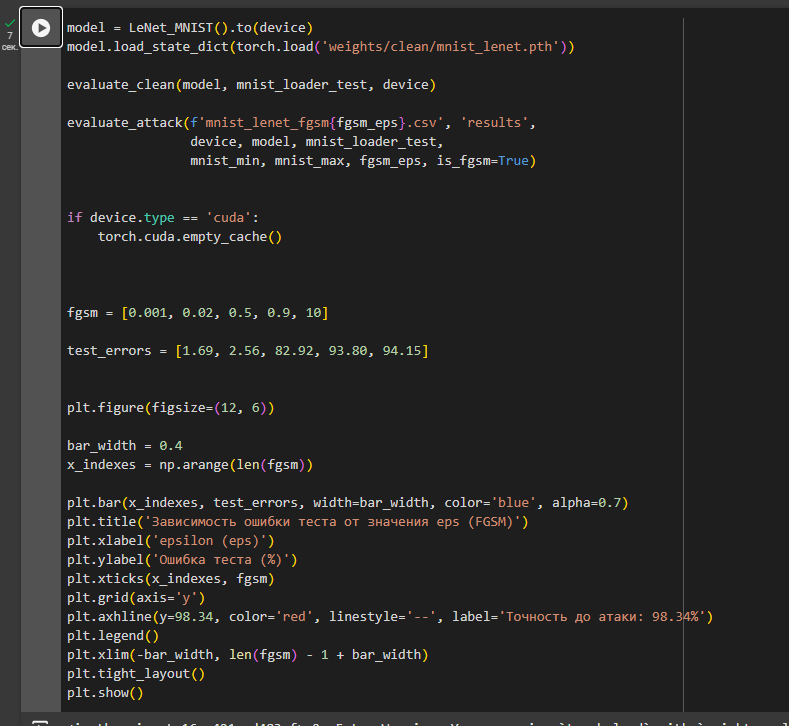 7
сек.
model = LeNet_MNIST().to(device)
model.load_state_dict(torch.load('weights/clean/mnist_lenet.pth'))
evaluate_clean(model, mnist_loader_test, device)
evaluate_attack(f'mnist_lenet_fgsm{fgsm_eps}.csv', 'results',
device, model, mnist_loader_test,
mnist_min, mnist_max, fgsm_eps, is_fgsm=True)
if device.type == 'cuda':
torch.cuda.empty_cache()
fgsm = [0.001, 0.02, 0.5, 0.9, 10]
test_errors = [1.69, 2.56, 82.92, 93.80, 94.15]
plt.figure(figsize=(12, 6))
bar_width = 0.4
x_indexes = np.arange(len(fgsm))
plt.bar(x_indexes, test_errors, width=bar_width, color='blue', alpha=0.7)
plt.title('Зависимость ошибки теста от значения eps (FGSM)')
plt.xlabel('epsilon (eps)')
plt.ylabel('Ошибка теста (%)')
plt.xticks(x_indexes, fgsm)
plt.grid(axis='y')
plt.axhline(y=98.34, color='red', linestyle='--', label='Точность до атаки: 98.34%')
plt.legend()
plt.xlim(-bar_width, len(fgsm) - 1 + bar_width)
plt.tight_layout()
plt.show()